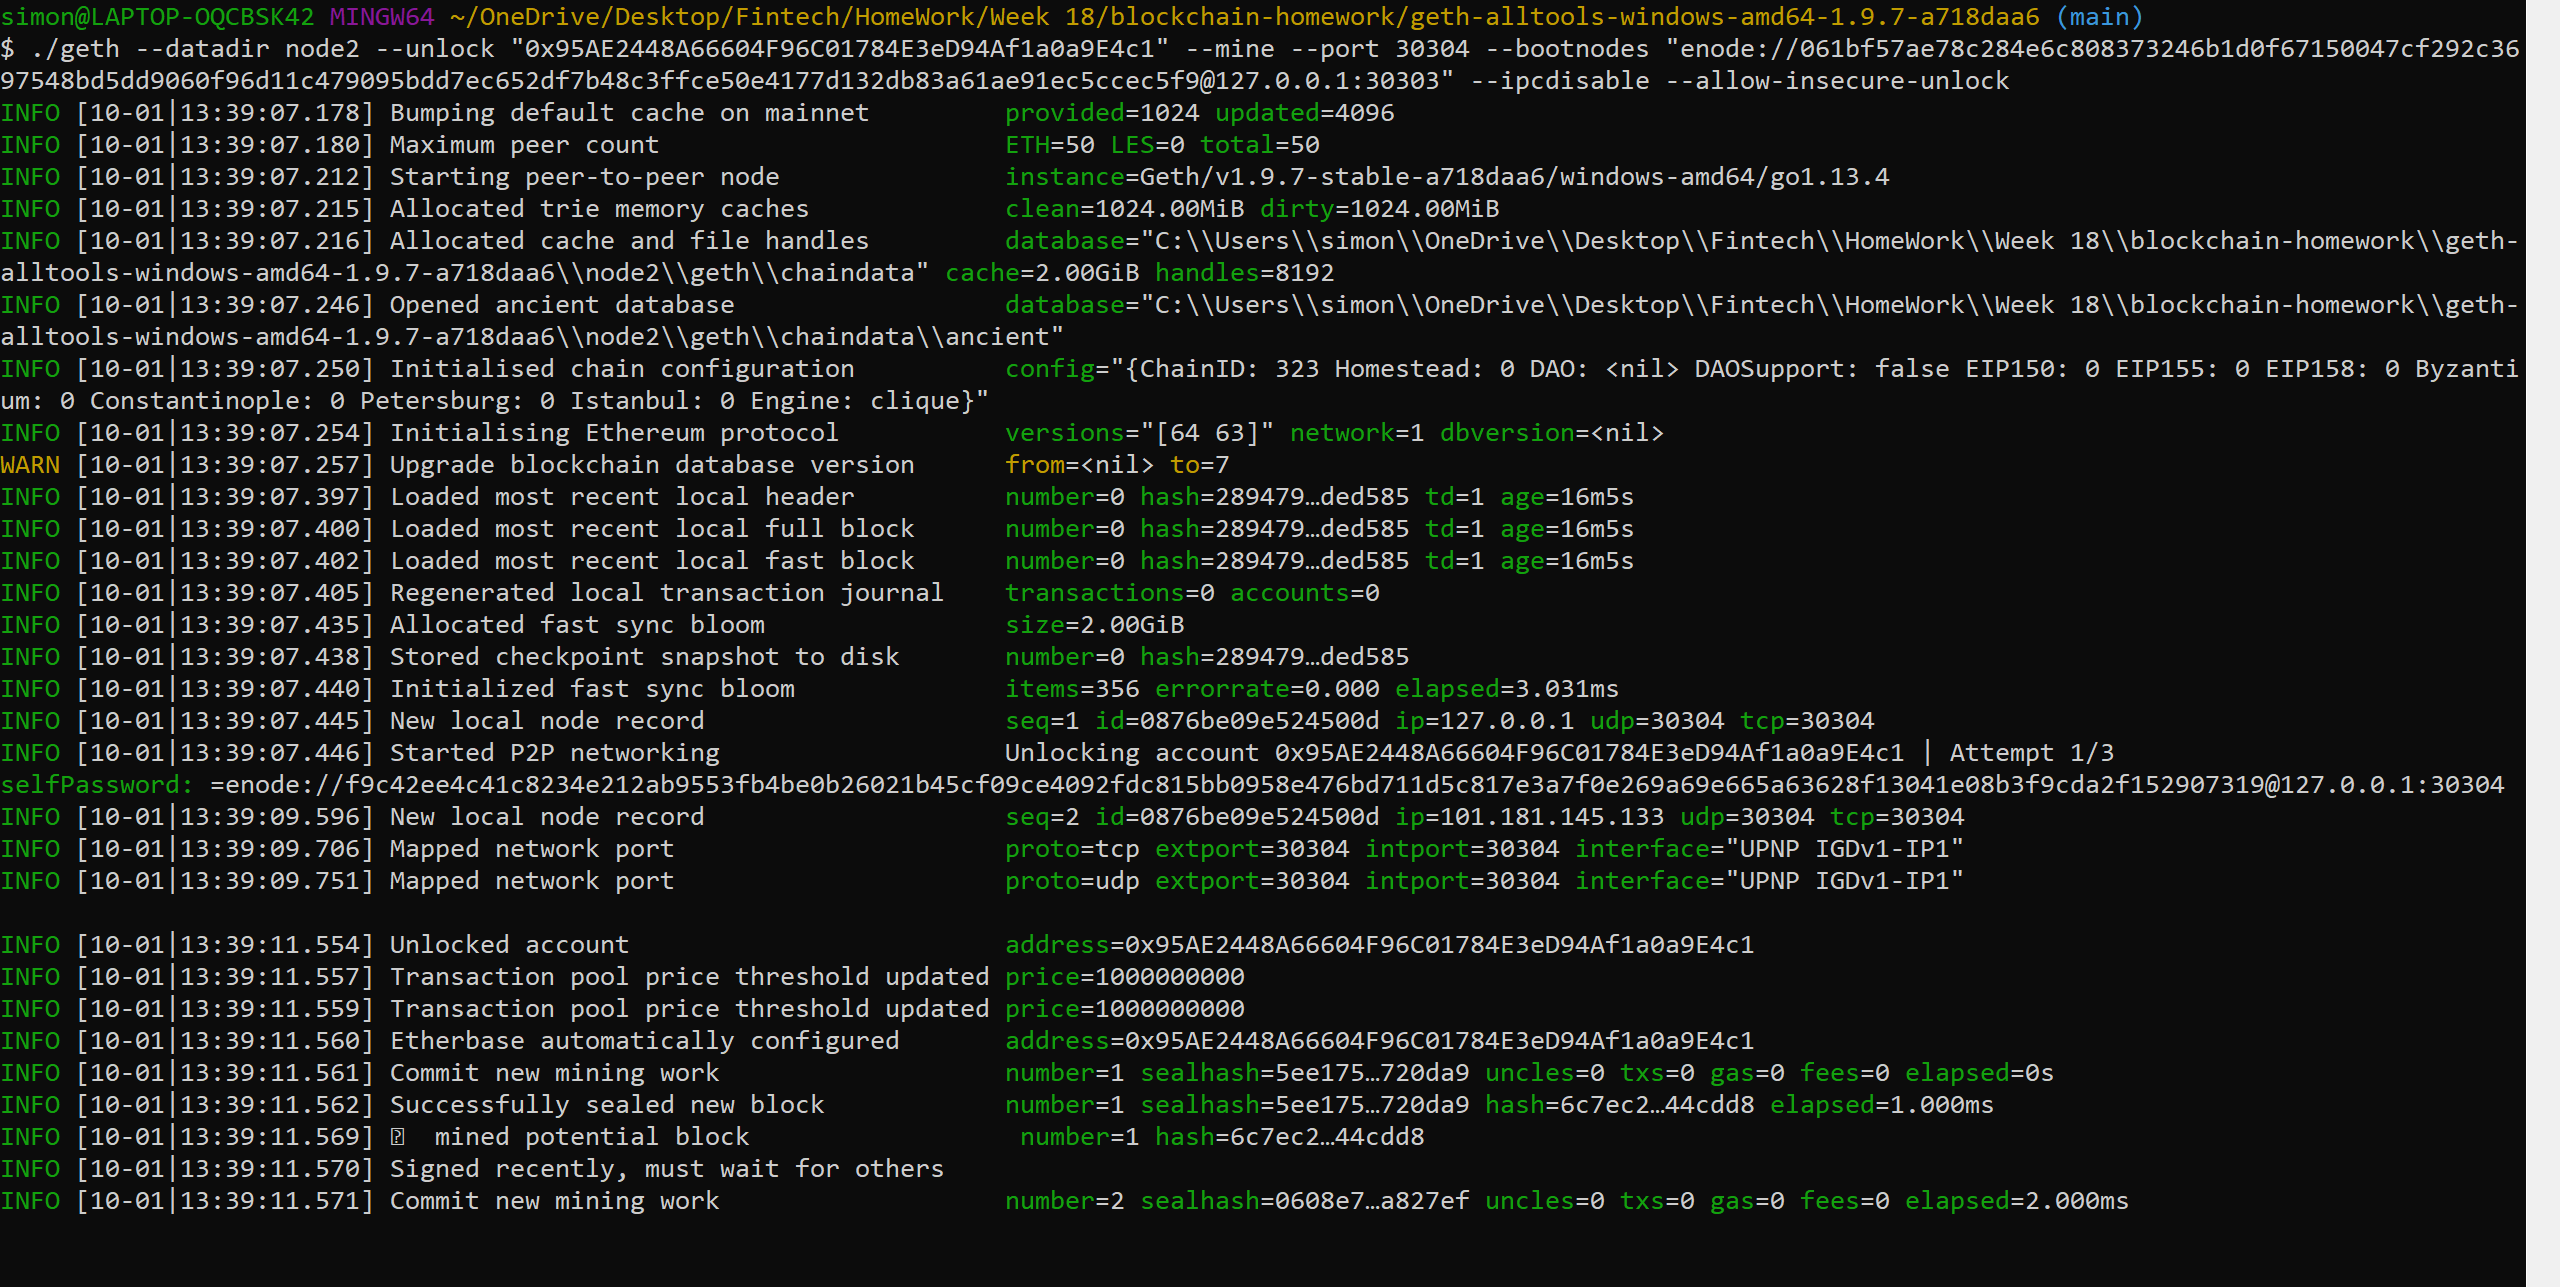 simon@LAPTOP-OQCBSK42 MINGW64 ~/OneDrive/Desktop/Fintech/HomeWork/Week 18/blockchain-homework/geth-alltools-windows-amd64-1.9.7-a718daa6 (main)
$ ./geth --datadir node2 --unlock "0x95AE2448A66604F96C01784E3eD94Af1a0a9E4c1" --mine --port 30304 --bootnodes "enode://061bf57ae78c284e6c808373246b1d0f67150047cf292c36
97548bd5dd9060f96d11c479095bdd7ec652df7b48c3ffce50e4177d132db83a61ae91ec5ccec5f9@127.0.0.1:30303" --ipcdisable --allow-insecure-unlock
INFO [10-01|13:39:07.178] Bumping default cache on mainnet         provided=1024 updated=4096
INFO [10-01|13:39:07.180] Maximum peer count                       ETH=50 LES=0 total=50
INFO [10-01|13:39:07.212] Starting peer-to-peer node               instance=Geth/v1.9.7-stable-a718daa6/windows-amd64/go1.13.4
INFO [10-01|13:39:07.215] Allocated trie memory caches             clean=1024.00MiB dirty=1024.00MiB
INFO [10-01|13:39:07.216] Allocated cache and file handles         database="C:\\Users\\simon\\OneDrive\\Desktop\\Fintech\\HomeWork\\Week 18\\blockchain-homework\\geth-
alltools-windows-amd64-1.9.7-a718daa6\\node2\\geth\\chaindata" cache=2.00GiB handles=8192
INFO [10-01|13:39:07.246] Opened ancient database                  database="C:\\Users\\simon\\OneDrive\\Desktop\\Fintech\\HomeWork\\Week 18\\blockchain-homework\\geth-
alltools-windows-amd64-1.9.7-a718daa6\\node2\\geth\\chaindata\\ancient"
INFO [10-01|13:39:07.250] Initialised chain configuration          config="{ChainID: 323 Homestead: 0 DAO: <nil> DAOSupport: false EIP150: 0 EIP155: 0 EIP158: 0 Byzanti
um: 0 Constantinople: 0 Petersburg: 0 Istanbul: 0 Engine: clique}"
INFO [10-01|13:39:07.254] Initialising Ethereum protocol           versions="[64 63]" network=1 dbversion=<nil>
WARN [10-01|13:39:07.257] Upgrade blockchain database version      from=<nil> to=7
INFO [10-01|13:39:07.397] Loaded most recent local header          number=0 hash=289479…ded585 td=1 age=16m5s
INFO [10-01|13:39:07.400] Loaded most recent local full block      number=0 hash=289479…ded585 td=1 age=16m5s
INFO [10-01|13:39:07.402] Loaded most recent local fast block      number=0 hash=289479…ded585 td=1 age=16m5s
INFO [10-01|13:39:07.405] Regenerated local transaction journal    transactions=0 accounts=0
INFO [10-01|13:39:07.435] Allocated fast sync bloom                size=2.00GiB
INFO [10-01|13:39:07.438] Stored checkpoint snapshot to disk       number=0 hash=289479…ded585
INFO [10-01|13:39:07.440] Initialized fast sync bloom              items=356 errorrate=0.000 elapsed=3.031ms
INFO [10-01|13:39:07.445] New local node record                    seq=1 id=0876be09e524500d ip=127.0.0.1 udp=30304 tcp=30304
INFO [10-01|13:39:07.446] Started P2P networking                   Unlocking account 0x95AE2448A66604F96C01784E3eD94Af1a0a9E4c1 | Attempt 1/3
selfPassword: =enode://f9c42ee4c41c8234e212ab9553fb4be0b26021b45cf09ce4092fdc815bb0958e476bd711d5c817e3a7f0e269a69e665a63628f13041e08b3f9cda2f152907319@127.0.0.1:30304
INFO [10-01|13:39:09.596] New local node record                    seq=2 id=0876be09e524500d ip=101.181.145.133 udp=30304 tcp=30304
INFO [10-01|13:39:09.706] Mapped network port                      proto=tcp extport=30304 intport=30304 interface="UPNP IGDv1-IP1"
INFO [10-01|13:39:09.751] Mapped network port                      proto=udp extport=30304 intport=30304 interface="UPNP IGDv1-IP1"
INFO [10-01|13:39:11.554] Unlocked account                         address=0x95AE2448A66604F96C01784E3eD94Af1a0a9E4c1
INFO [10-01|13:39:11.557] Transaction pool price threshold updated price=1000000000
INFO [10-01|13:39:11.559] Transaction pool price threshold updated price=1000000000
INFO [10-01|13:39:11.560] Etherbase automatically configured       address=0x95AE2448A66604F96C01784E3eD94Af1a0a9E4c1
INFO [10-01|13:39:11.561] Commit new mining work                   number=1 sealhash=5ee175…720da9 uncles=0 txs=0 gas=0 fees=0 elapsed=0s
INFO [10-01|13:39:11.562] Successfully sealed new block            number=1 sealhash=5ee175…720da9 hash=6c7ec2…44cdd8 elapsed=1.000ms
INFO [10-01|13:39:11.569] mined potential block                   number=1 hash=6c7ec2…44cdd8
INFO [10-01|13:39:11.570] Signed recently, must wait for others
INFO [10-01|13:39:11.571] Commit new mining work                   number=2 sealhash=0608e7…a827ef uncles=0 txs=0 gas=0 fees=0 elapsed=2.000ms